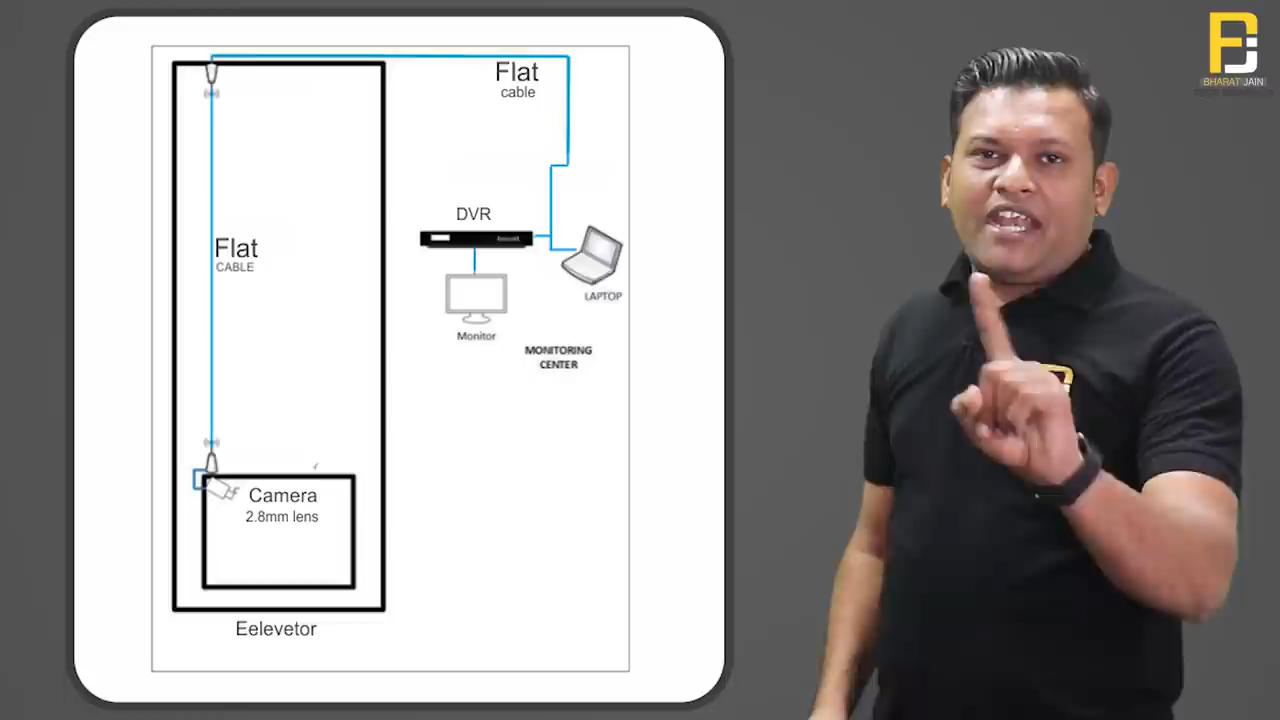 Flat
cable
DVR
Flat
CABLE
LAPTOP
Monitor
MONITORING
CENTER
Camera
2.8mm lens
Eelevetor
BHARAT JAIN